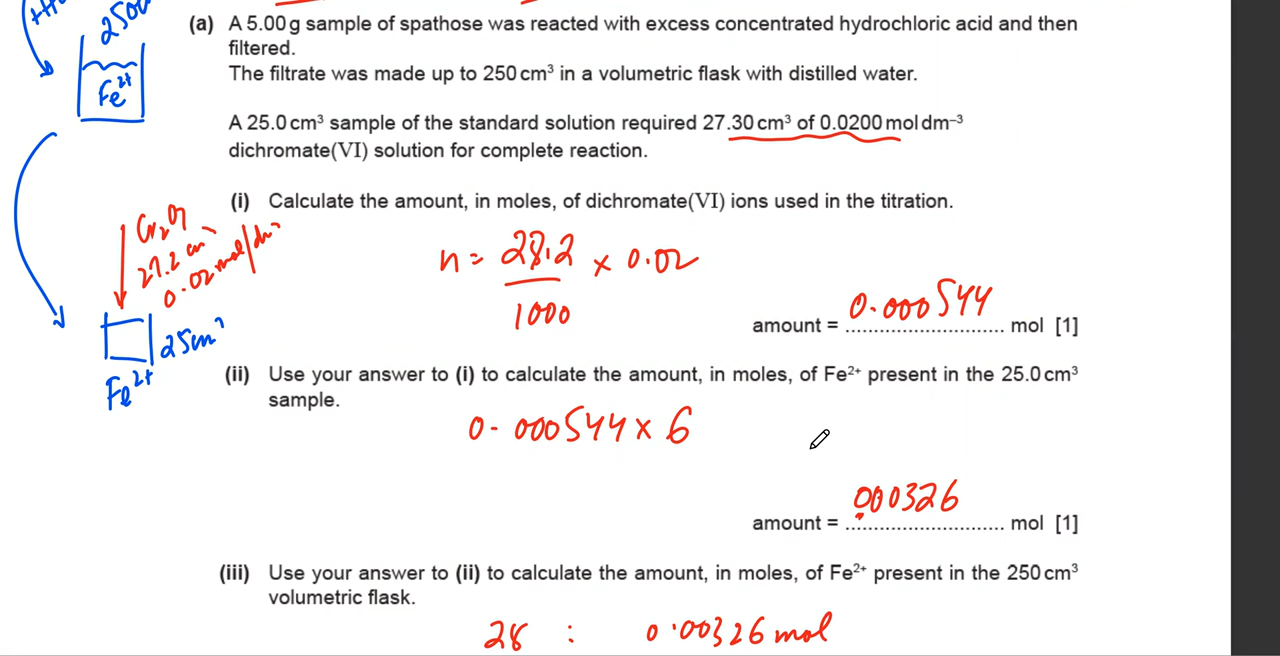 250
(a) A 5.00 g sample of spathose was reacted with excess concentrated hydrochloric acid and then
filtered.
The filtrate was made up to 250 cm³ in a volumetric flask with distilled water.
Fe²⁺
A 25.0 cm³ sample of the standard solution required 27.30 cm³ of 0.0200 mol dm⁻³
dichromate(VI) solution for complete reaction.
(i) Calculate the amount, in moles, of dichromate(VI) ions used in the titration.
Cr₂O₇
27.2 cm³
0.02 mol/dm³
n = 28.2 × 0.02
1000
0.000544
amount = ............................ mol [1]
25cm³
Fe²⁺
(ii) Use your answer to (i) to calculate the amount, in moles, of Fe²⁺ present in the 25.0 cm³
sample.
0.000544 × 6
.000326
amount = ............................ mol [1]
(iii) Use your answer to (ii) to calculate the amount, in moles, of Fe²⁺ present in the 250 cm³
volumetric flask.
28 : 0.00326 mol